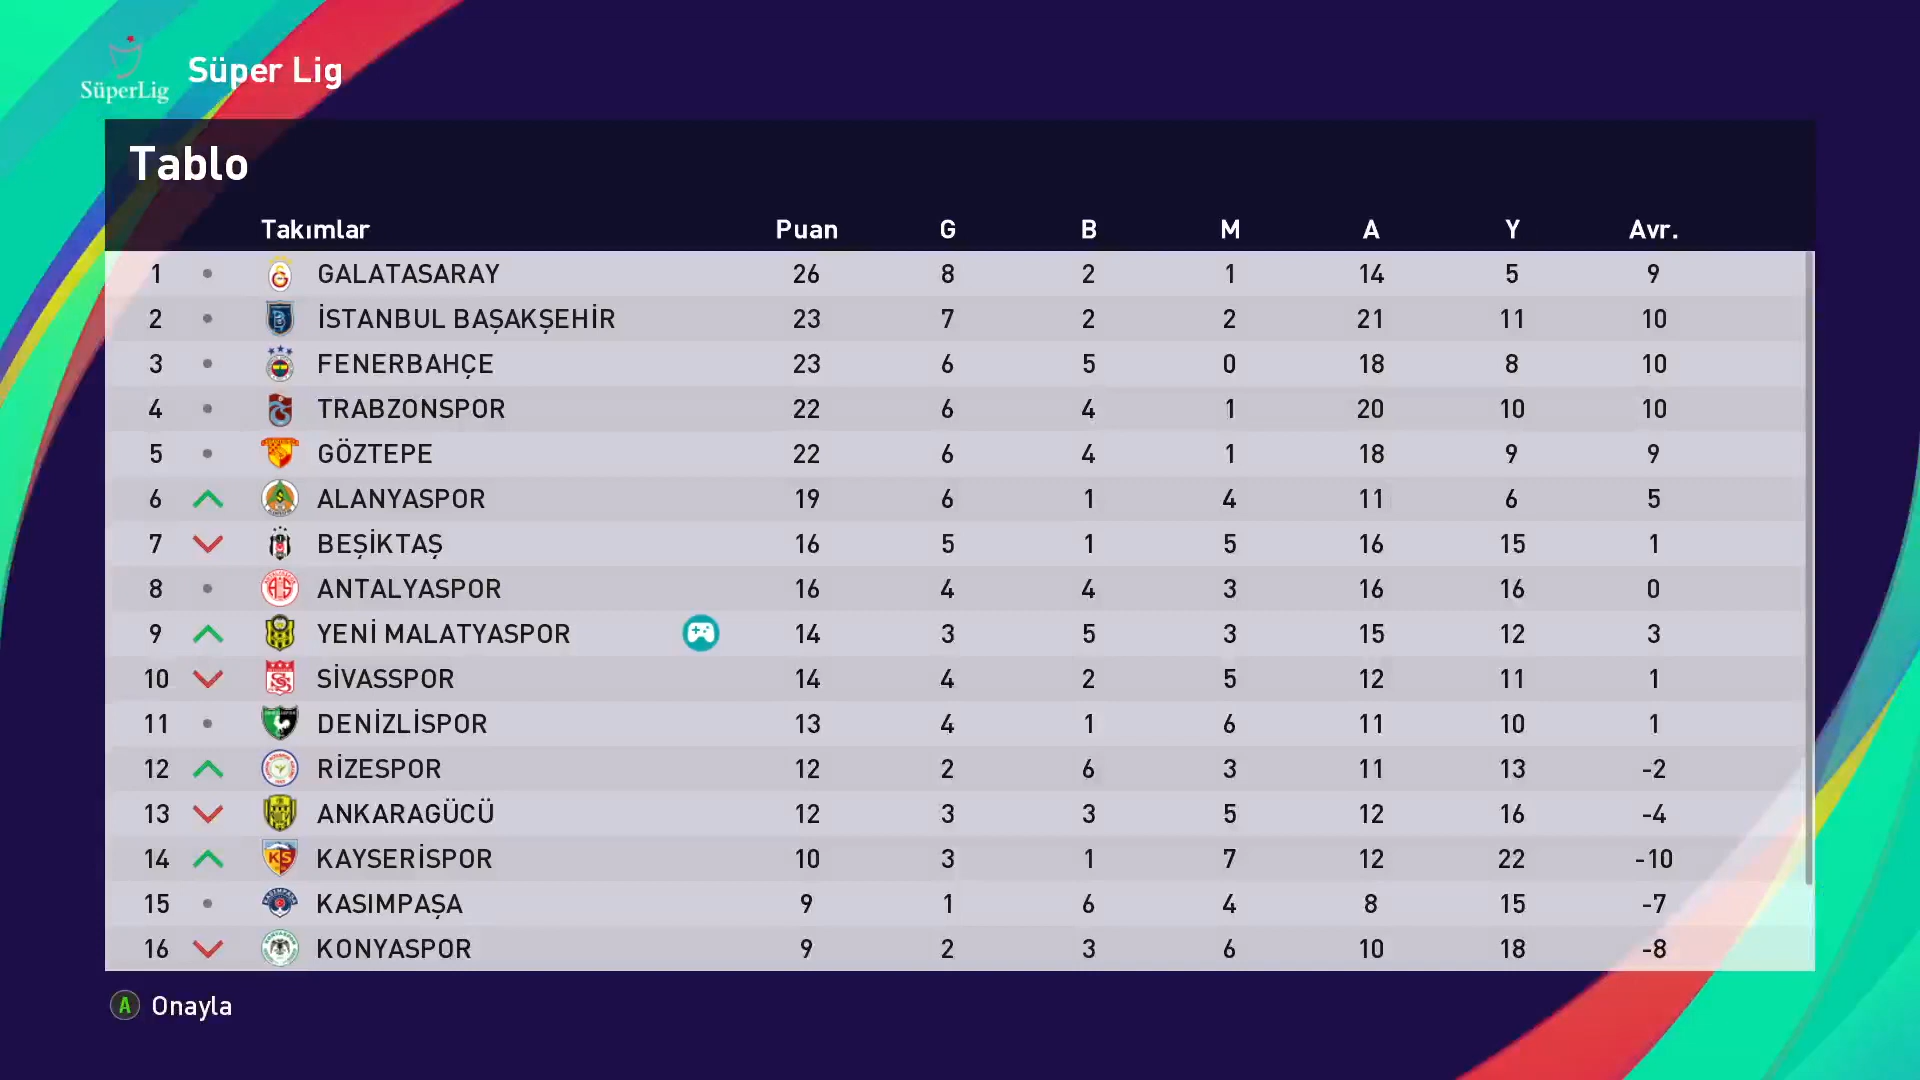 SüperLig
Süper Lig
Tablo
Takımlar Puan G B M A Y Avr.
1 GALATASARAY 26 8 2 1 14 5 9
2 İSTANBUL BAŞAKŞEHİR 23 7 2 2 21 11 10
3 FENERBAHÇE 23 6 5 0 18 8 10
4 TRABZONSPOR 22 6 4 1 20 10 10
5 GÖZTEPE 22 6 4 1 18 9 9
6 ALANYASPOR 19 6 1 4 11 6 5
7 BEŞİKTAŞ 16 5 1 5 16 15 1
8 ANTALYASPOR 16 4 4 3 16 16 0
9 YENİ MALATYASPOR 14 3 5 3 15 12 3
10 SİVASSPOR 14 4 2 5 12 11 1
11 DENİZLİSPOR 13 4 1 6 11 10 1
12 RİZESPOR 12 2 6 3 11 13 -2
13 ANKARAGÜCÜ 12 3 3 5 12 16 -4
14 KAYSERİSPOR 10 3 1 7 12 22 -10
15 KASIMPAŞA 9 1 6 4 8 15 -7
16 KONYASPOR 9 2 3 6 10 18 -8
A Onayla